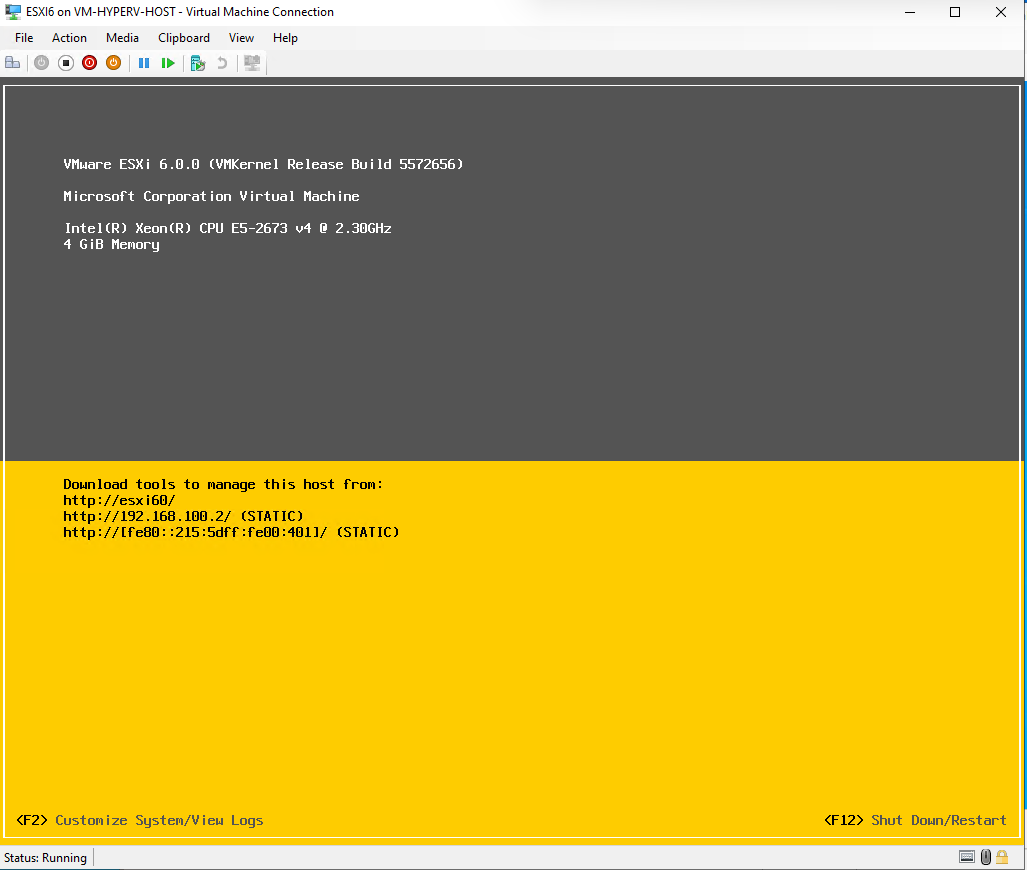 ESXI6 on VM-HYPERV-HOST - Virtual Machine Connection
File Action Media Clipboard View Help
VMware ESXi 6.0.0 (VMKernel Release Build 5572656)
Microsoft Corporation Virtual Machine
Intel(R) Xeon(R) CPU E5-2673 v4 @ 2.30GHz
4 GiB Memory
Download tools to manage this host from:
http://esxi60/
http://192.168.100.2/ (STATIC)
http://[fe80::215:5dff:fe00:401]/ (STATIC)
<F2> Customize System/View Logs
<F12> Shut Down/Restart
Status: Running